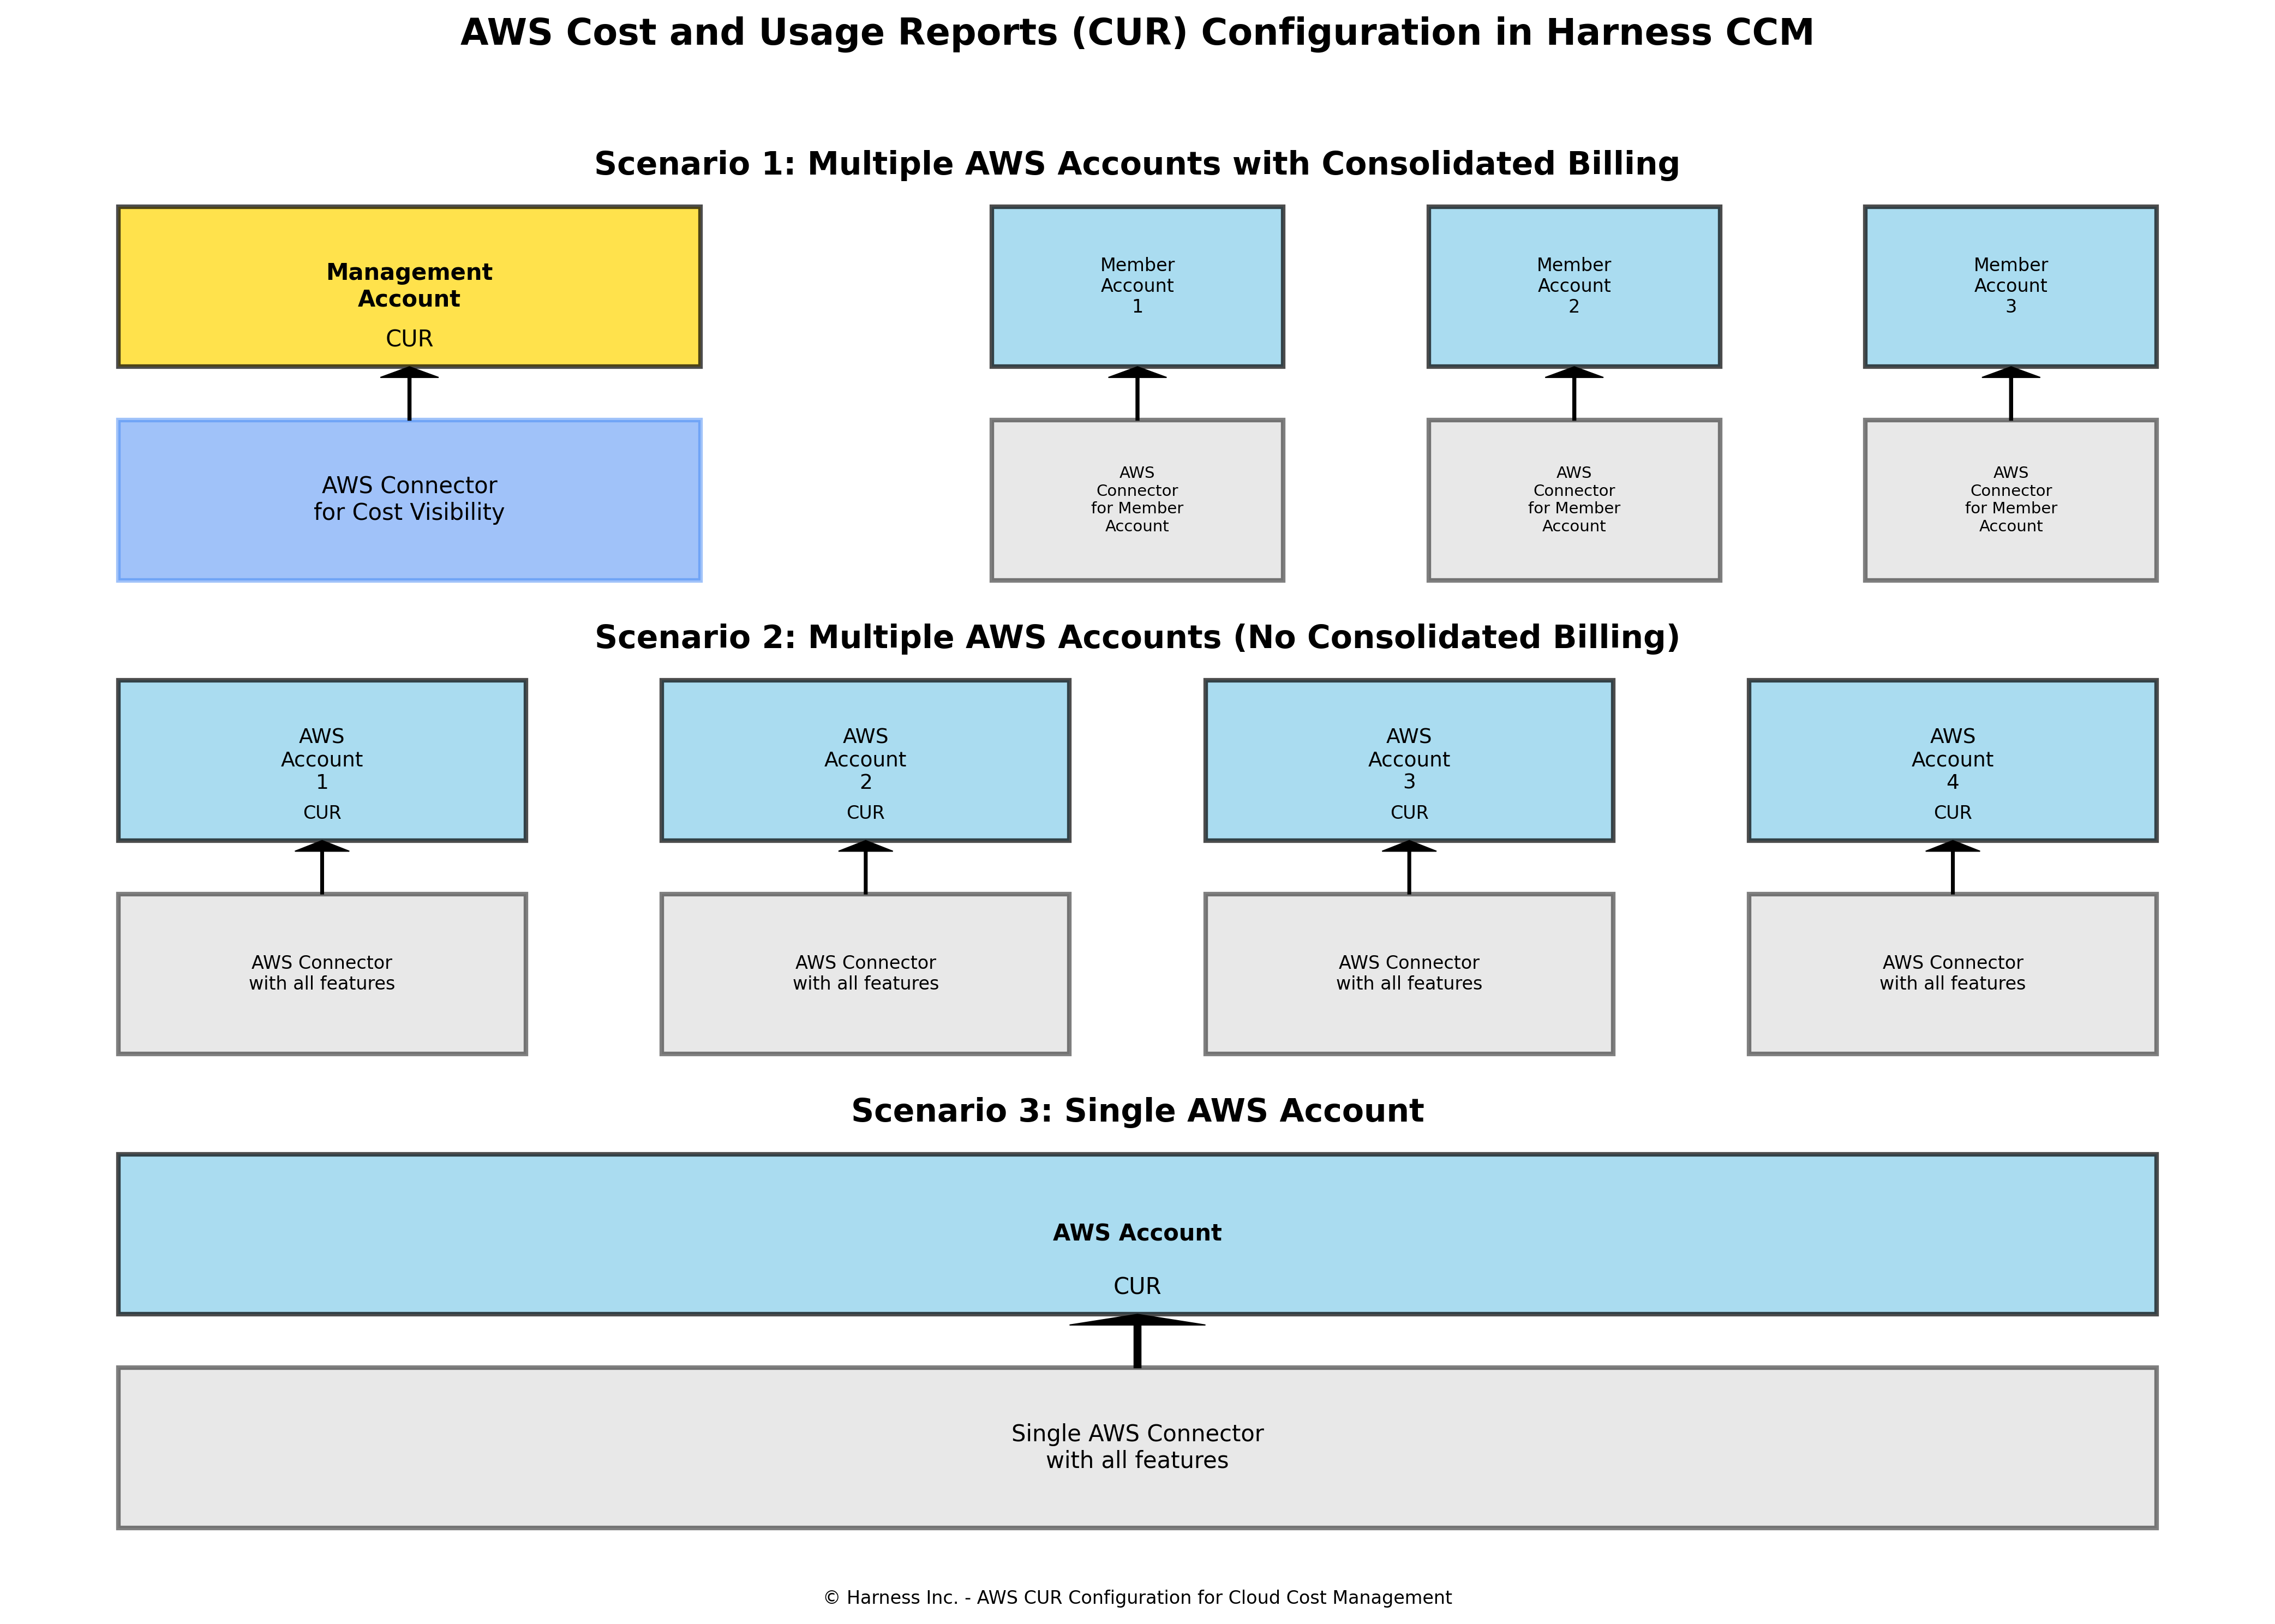 AWS Cost and Usage Reports (CUR) Configuration in Harness CCM
Scenario 1: Multiple AWS Accounts with Consolidated Billing
Management
Account
CUR
Member
Account
1
Member
Account
2
Member
Account
3
AWS Connector
for Cost Visibility
AWS
Connector
for Member
Account
AWS
Connector
for Member
Account
AWS
Connector
for Member
Account
Scenario 2: Multiple AWS Accounts (No Consolidated Billing)
AWS
Account
1
CUR
AWS
Account
2
CUR
AWS
Account
3
CUR
AWS
Account
4
CUR
AWS Connector
with all features
AWS Connector
with all features
AWS Connector
with all features
AWS Connector
with all features
Scenario 3: Single AWS Account
AWS Account
CUR
Single AWS Connector
with all features
© Harness Inc. - AWS CUR Configuration for Cloud Cost Management